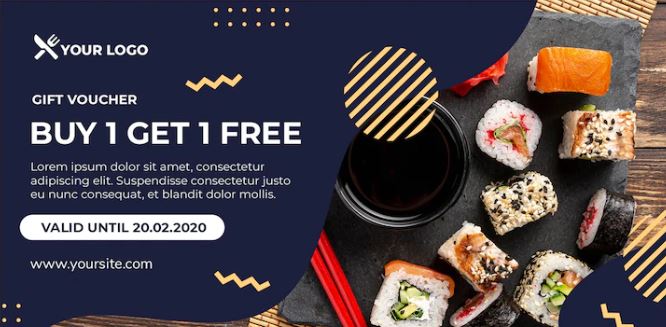 YOUR LOGO
GIFT VOUCHER
BUY 1 GET 1 FREE
Lorem ipsum dolor sit amet, consectetur
adipiscing elit. Suspendisse consectetur justo
eu nunc consequat, et blandit dolor mollis.
VALID UNTIL 20.02.2020
www.yoursite.com